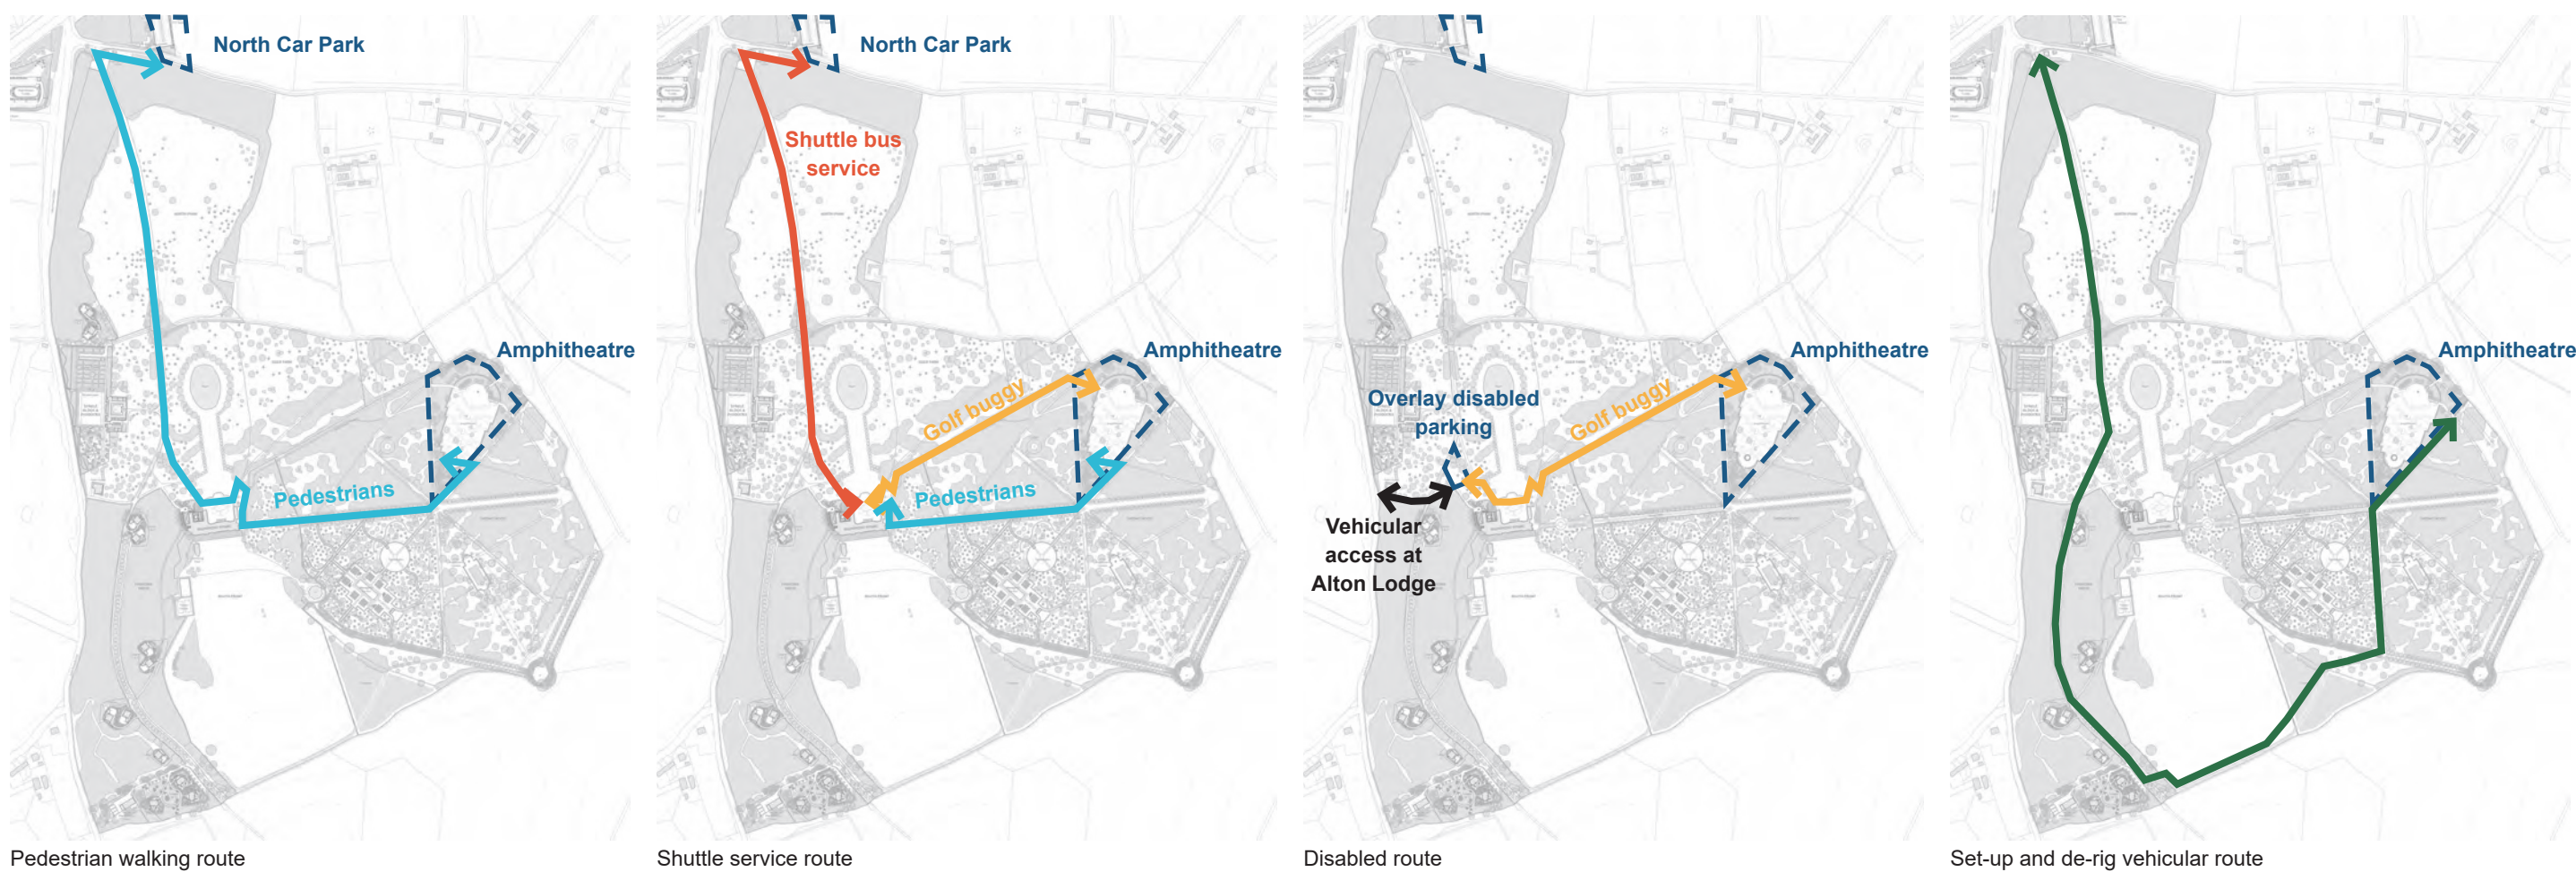 North Car Park
Amphitheatre
Pedestrians
Pedestrian walking route
North Car Park
Shuttle bus
service
Amphitheatre
Golf buggy
Pedestrians
Shuttle service route
Amphitheatre
Overlay disabled
parking
Golf buggy
Vehicular
access at
Alton Lodge
Disabled route
Amphitheatre
Set-up and de-rig vehicular route